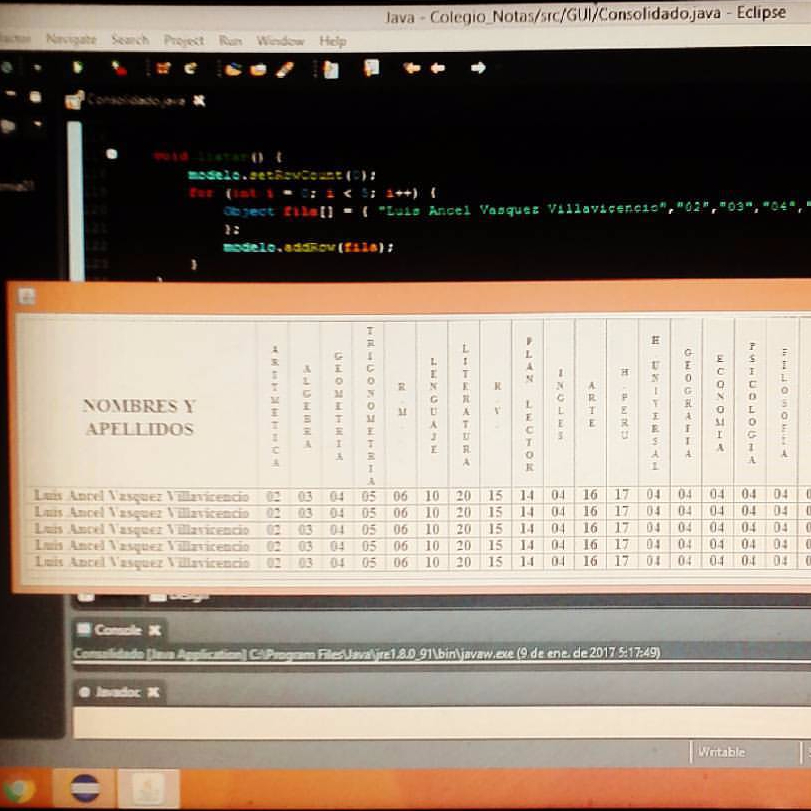 Java - Colegio_Notas/src/GUI/Consolidado.java - Eclipse
Navigate Search Project Run Window Help
Consolidado.java
void listar() {
modelo.setRowCount(0);
for (int i = 0; i < 5; i++) {
Object fila[] = { "Luis Ancel Vasquez Villavicencio","02","03","04","
};
modelo.addRow(fila);
}
NOMBRES Y APELLIDOS ARITMETICA ALGEBRA GEOMETRIA TRIGONOMETRIA R.M. LENGUAJE LITERATURA R.V. PLAN LECTOR INGLES ARTE H.PERU H UNIVERSAL GEOGRAFIA ECONOMIA PSICOLOGIA FILOSOFIA
Luis Ancel Vasquez Villavicencio 02 03 04 05 06 10 20 15 14 04 16 17 04 04 04 04 04 0
Luis Ancel Vasquez Villavicencio 02 03 04 05 06 10 20 15 14 04 16 17 04 04 04 04 04 0
Luis Ancel Vasquez Villavicencio 02 03 04 05 06 10 20 15 14 04 16 17 04 04 04 04 04 0
Luis Ancel Vasquez Villavicencio 02 03 04 05 06 10 20 15 14 04 16 17 04 04 04 04 04 0
Luis Ancel Vasquez Villavicencio 02 03 04 05 06 10 20 15 14 04 16 17 04 04 04 04 04 0
Design
Console
Consolidado [Java Application] C:\Program Files\Java\jre1.8.0_91\bin\javaw.exe (9 de ene. de 2017 5:17:49)
Javadoc
Writable